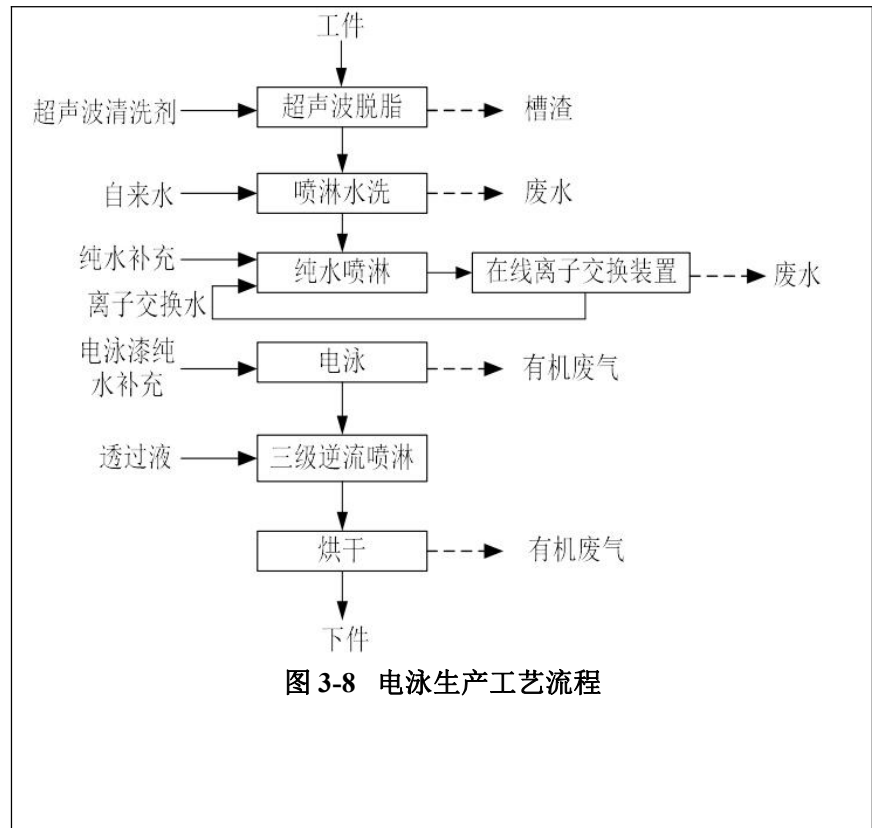 工件
超声波清洗剂
超声波脱脂
槽渣
自来水
喷淋水洗
废水
纯水补充
纯水喷淋
在线离子交换装置
废水
离子交换水
电泳漆纯
水补充
电泳
有机废气
透过液
三级逆流喷淋
烘干
有机废气
下件
图 3-8 电泳生产工艺流程